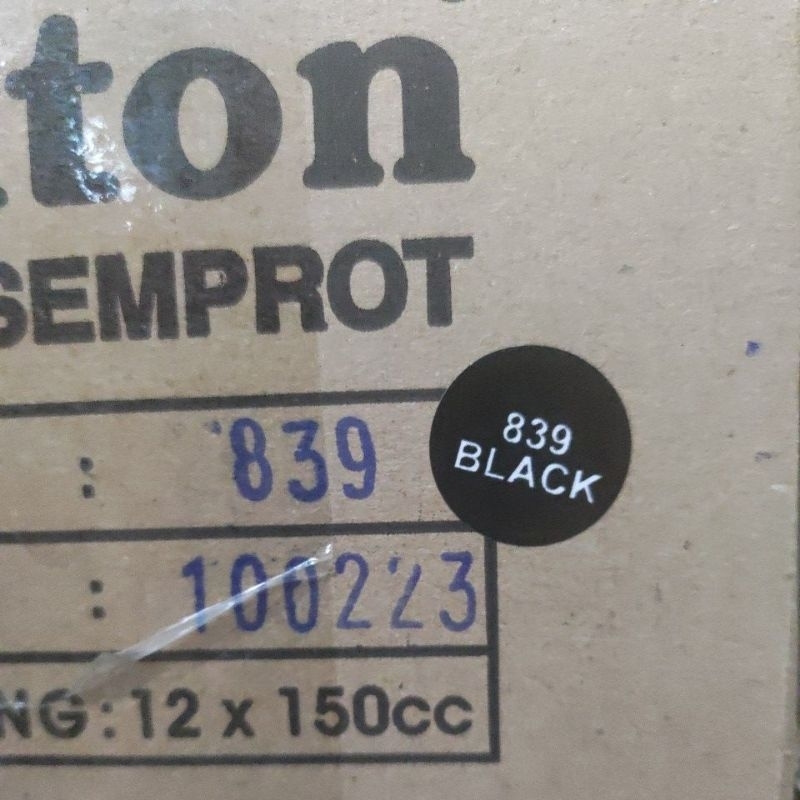 ton
SEMPROT
: 839
839
BLACK
: 100223
NG: 12 x 150cc